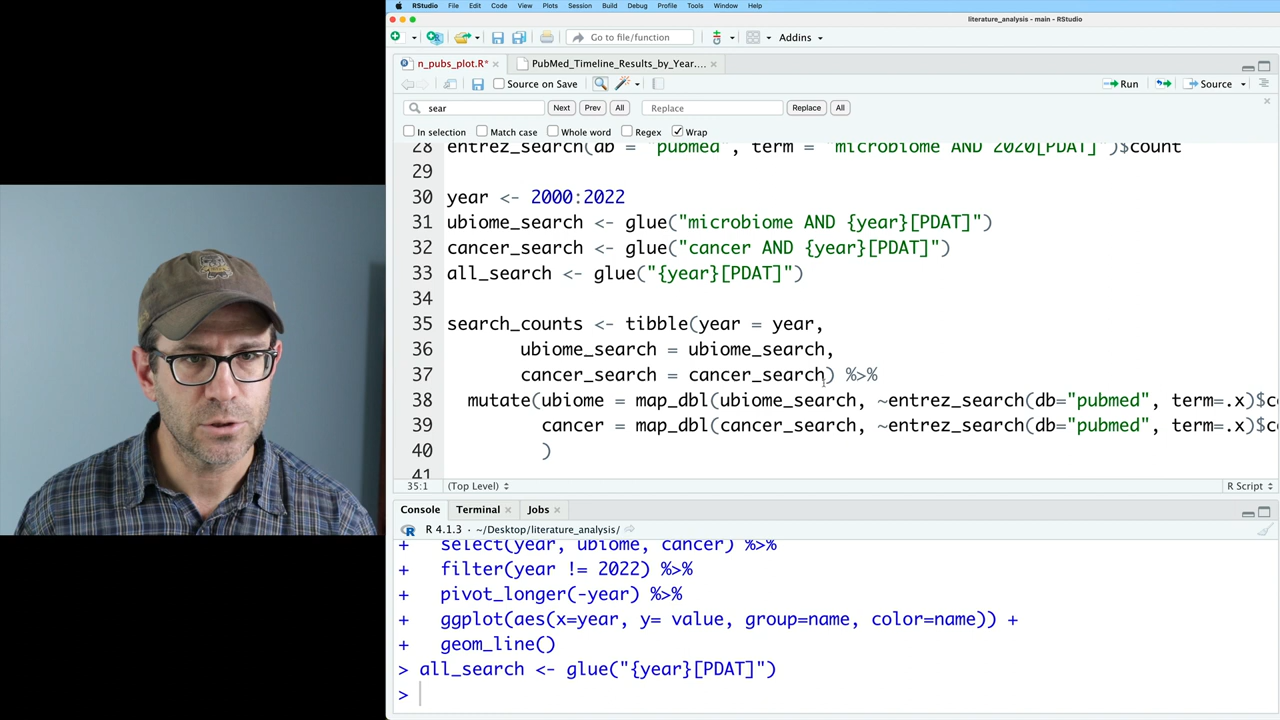 RStudio File Edit Code View Plots Session Build Debug Profile Tools Window Help
literature_analysis - main - RStudio
Go to file/function Addins
n_pubs_plot.R* PubMed_Timeline_Results_by_Year....
Source on Save Run Source
sear Next Prev All Replace Replace All
In selection Match case Whole word Regex Wrap
28 entrez_search(db = "pubmed", term = "microbiome AND 2020[PDAT]")$count
29
30 year <- 2000:2022
31 ubiome_search <- glue("microbiome AND {year}[PDAT]")
32 cancer_search <- glue("cancer AND {year}[PDAT]")
33 all_search <- glue("{year}[PDAT]")
34
35 search_counts <- tibble(year = year,
36 ubiome_search = ubiome_search,
37 cancer_search = cancer_search) %>%
38 mutate(ubiome = map_dbl(ubiome_search, ~entrez_search(db="pubmed", term=.x)$co
39 cancer = map_dbl(cancer_search, ~entrez_search(db="pubmed", term=.x)$co
40 )
41
35:1 (Top Level) R Script
Console Terminal Jobs
R 4.1.3 · ~/Desktop/literature_analysis/
+ select(year, ubiome, cancer) %>%
+ filter(year != 2022) %>%
+ pivot_longer(-year) %>%
+ ggplot(aes(x=year, y= value, group=name, color=name)) +
+ geom_line()
> all_search <- glue("{year}[PDAT]")
>